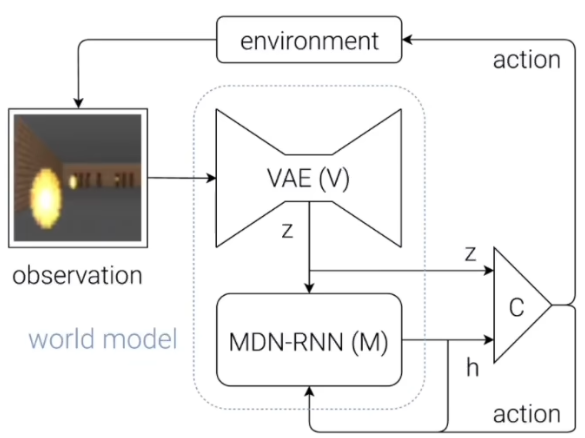 environment
action
VAE (V)
z
observation
z
C
world model
MDN-RNN (M)
h
action